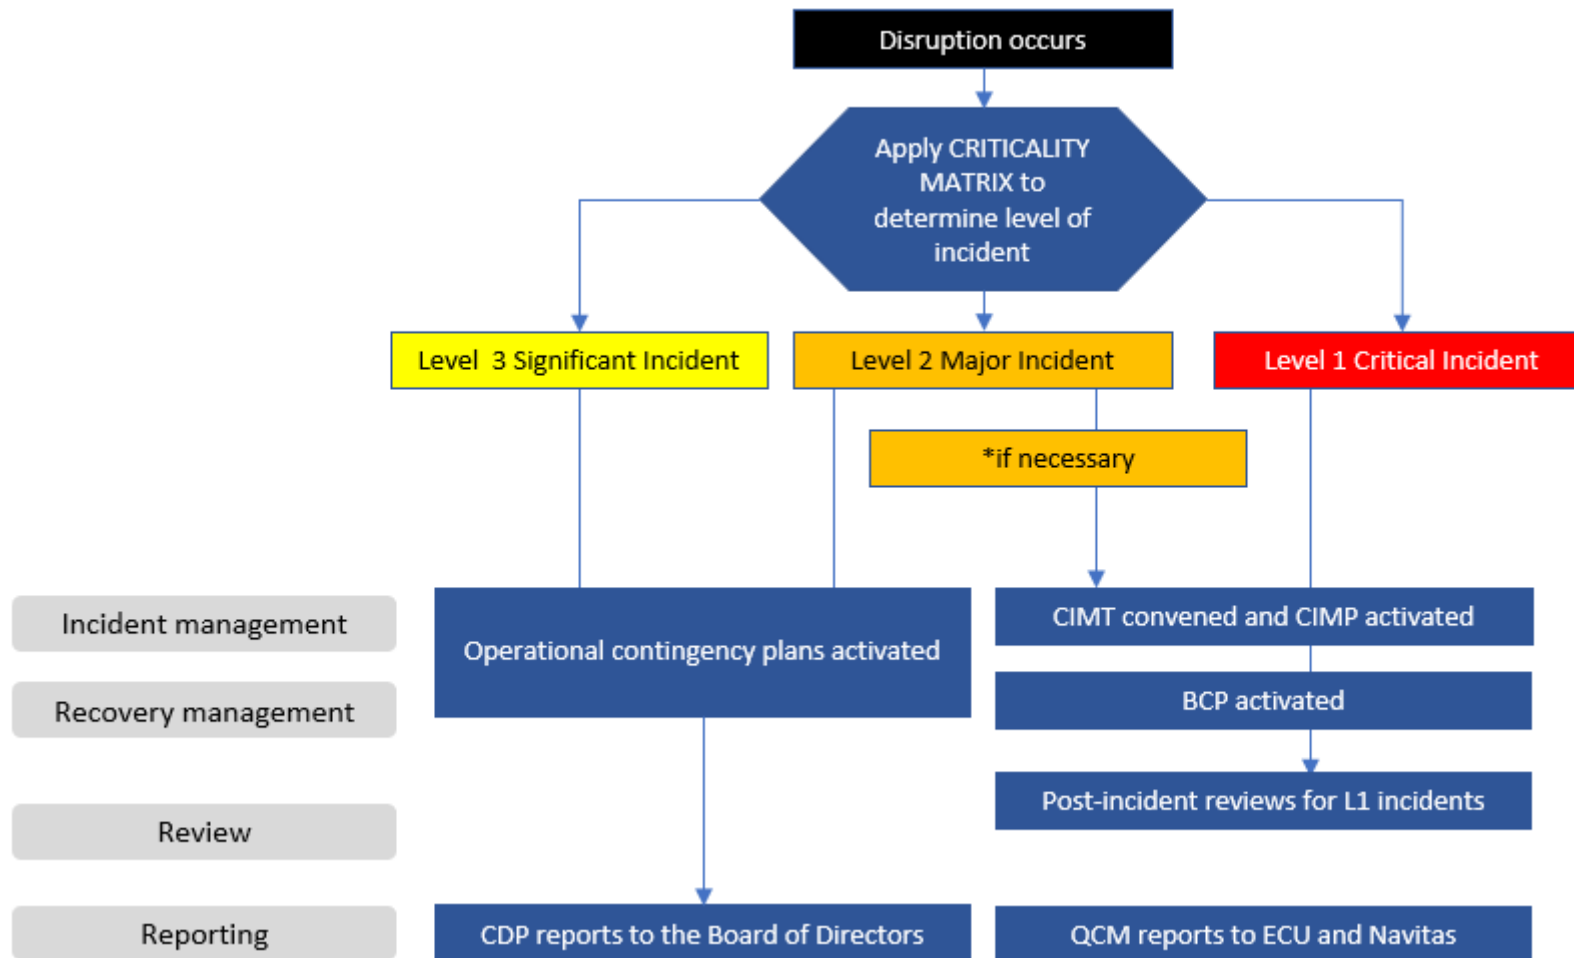 Disruption occurs
Apply CRITICALITY
MATRIX to
determine level of
incident
Level 3 Significant Incident
Level 2 Major Incident
Level 1 Critical Incident
*if necessary
Incident management
Operational contingency plans activated
CIMT convened and CIMP activated
Recovery management
BCP activated
Post-incident reviews for L1 incidents
Review
Reporting
CDP reports to the Board of Directors
QCM reports to ECU and Navitas